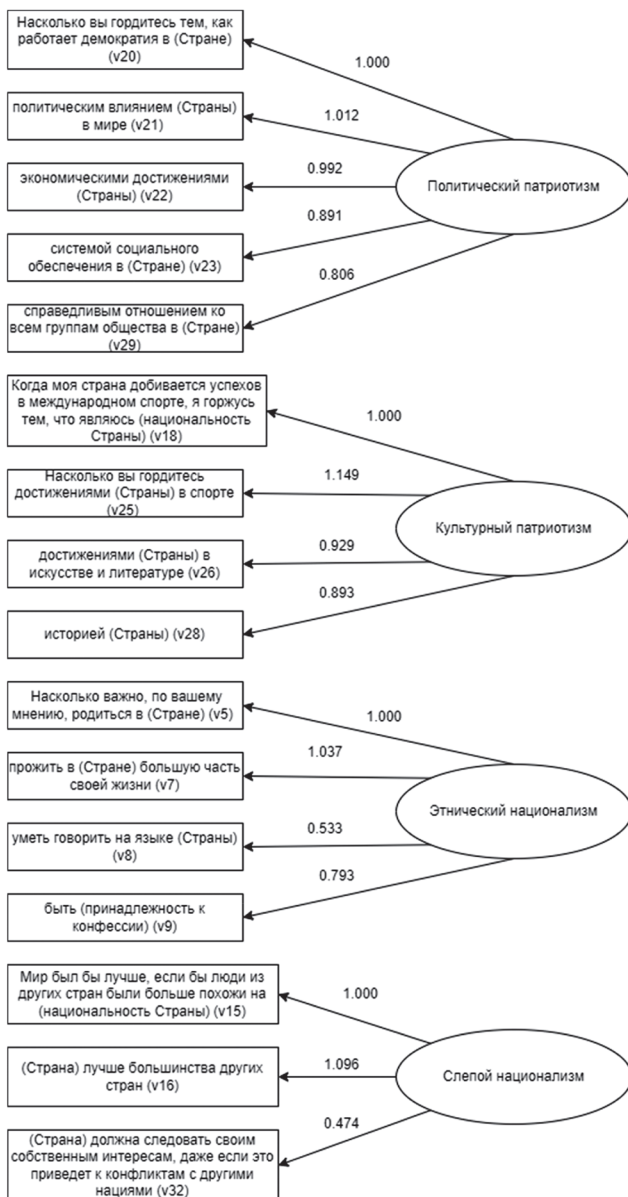 Насколько вы гордитесь тем, как
работает демократия в (Стране)
(v20)
1.000
политическим влиянием (Страны)
в мире (v21)
1.012
экономическими достижениями
(Страны) (v22)
0.992
Политический патриотизм
системой социального
обеспечения в (Стране) (v23)
0.891
справедливым отношением ко
всем группам общества в (Стране)
(v29)
0.806
Когда моя страна добивается успехов
в международном спорте, я горжусь
тем, что являюсь (национальность
Страны) (v18)
1.000
Насколько вы гордитесь
достижениями (Страны) в спорте
(v25)
1.149
Культурный патриотизм
достижениями (Страны) в
искусстве и литературе (v26)
0.929
историей (Страны) (v28)
0.893
Насколько важно, по вашему
мнению, родиться в (Стране) (v5)
1.000
прожить в (Стране) большую часть
своей жизни (v7)
1.037
Этнический национализм
уметь говорить на языке (Страны)
(v8)
0.533
быть (принадлежность к
конфессии) (v9)
0.793
Мир был бы лучше, если бы люди из
других стран были больше похожи на
(национальность Страны) (v15)
1.000
(Страна) лучше большинства других
стран (v16)
1.096
Слепой национализм
(Страна) должна следовать своим
собственным интересам, даже если это
приведет к конфликтам с другими
нациями (v32)
0.474